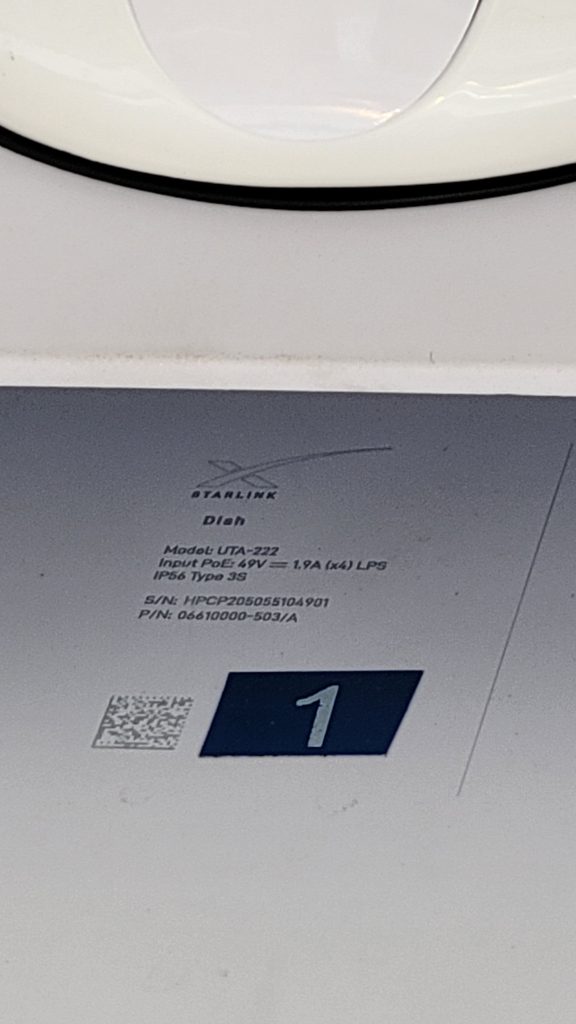 STARLINK
Dish
Model: UTA-222
Input PoE: 49V ⎓ 1.9A (x4) LPS
IP56 Type 3S
S/N: HPCP205055104901
P/N: 06610000-503/A
1